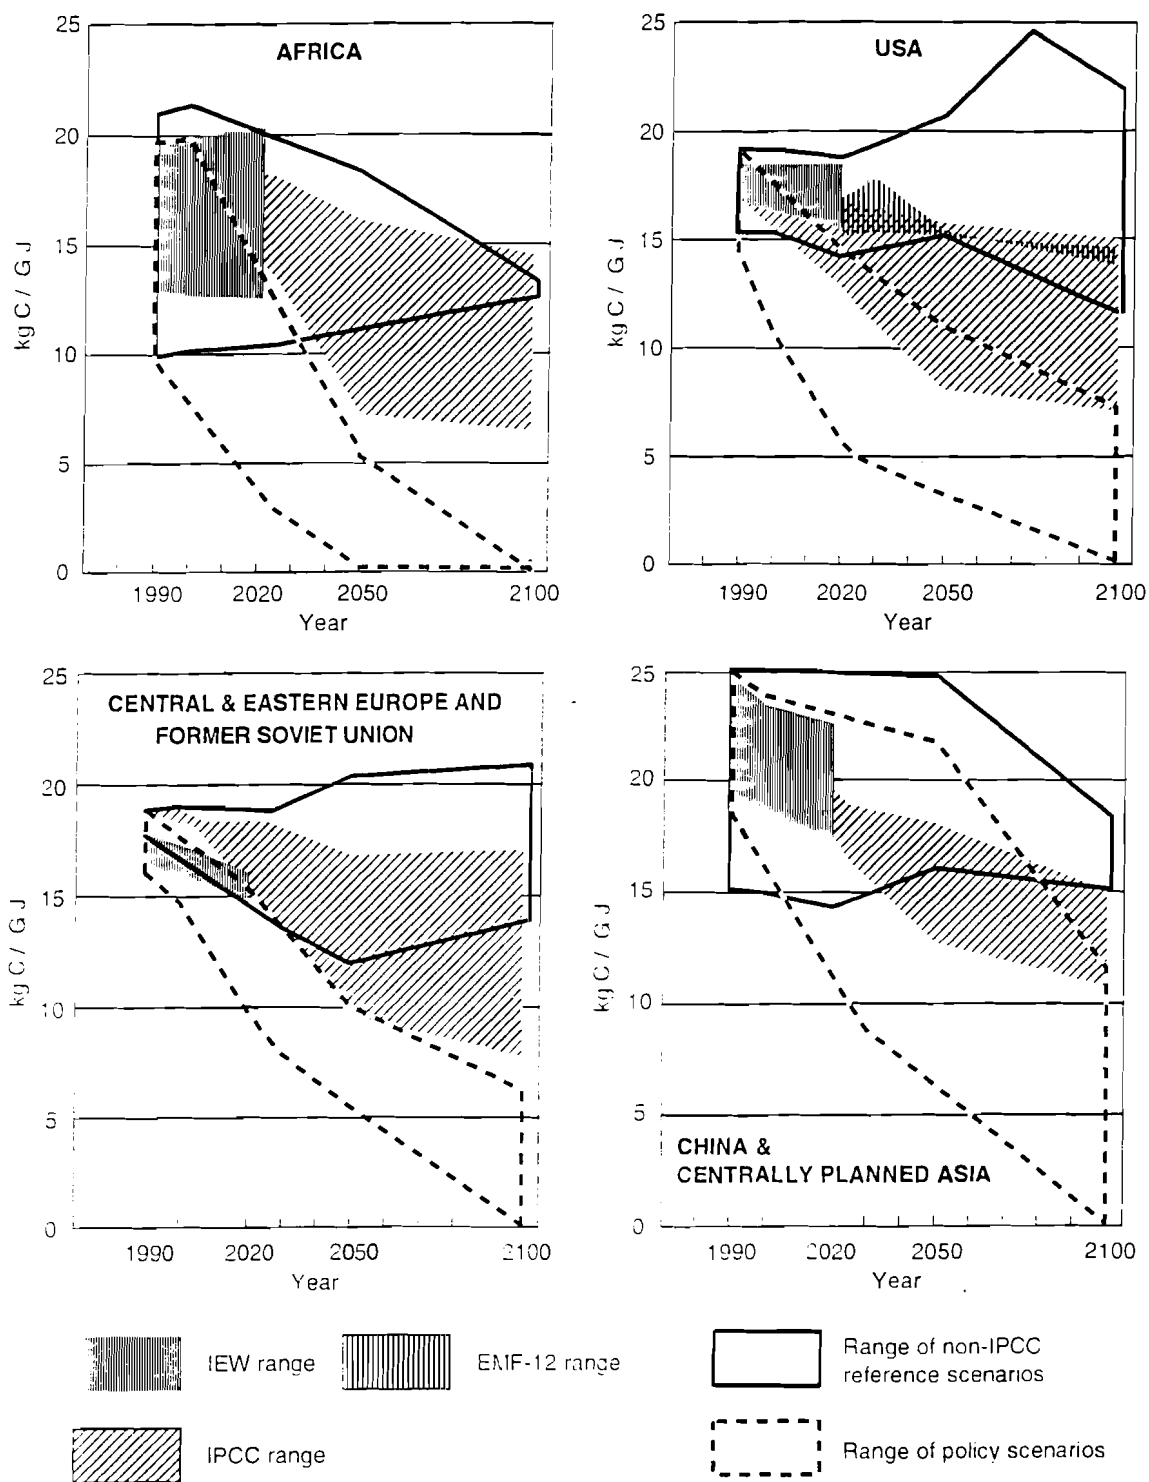 AFRICA
25
20
15
10
5
0
kg C / G J
1990 2020 2050 2100
Year
USA
25
20
15
10
5
0
kg C / G J
1990 2020 2050 2100
Year
CENTRAL & EASTERN EUROPE AND
FORMER SOVIET UNION
25
20
15
10
5
0
kg C / G J
1990 2020 2050 2100
Year
25
20
15
10
5
0
kg C / G J
CHINA &
CENTRALLY PLANNED ASIA
1990 2020 2050 2100
Year
IEW range
EMF-12 range
IPCC range
Range of non-IPCC
reference scenarios
Range of policy scenarios